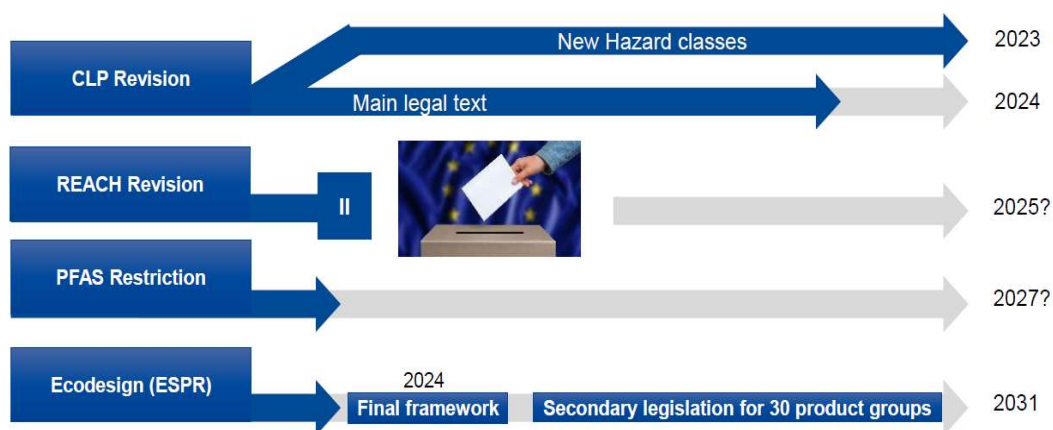 New Hazard classes
2023
CLP Revision
Main legal text
2024
REACH Revision
II
2025?
PFAS Restriction
2027?
Ecodesign (ESPR)
2024
Final framework
Secondary legislation for 30 product groups
2031